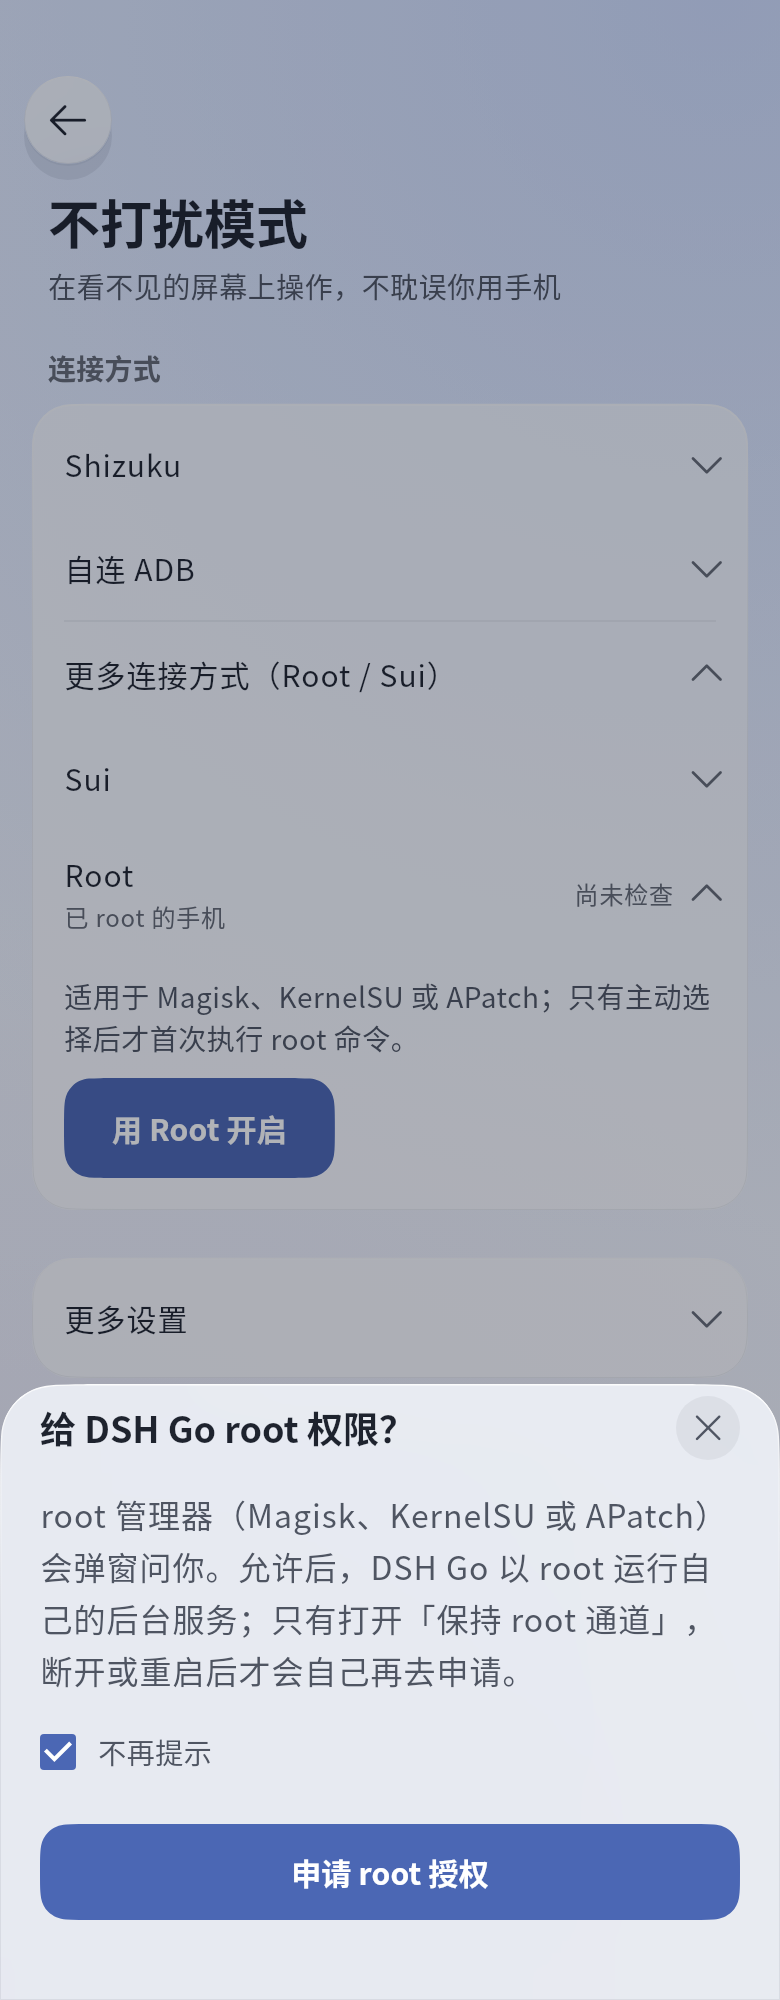 不打扰模式
在看不见的屏幕上操作，不耽误你用手机
连接方式
Shizuku
自连 ADB
更多连接方式（Root / Sui）
Sui
Root
已 root 的手机
尚未检查
适用于 Magisk、KernelSU 或 APatch；只有主动选
择后才首次执行 root 命令。
用 Root 开启
更多设置
给 DSH Go root 权限？
root 管理器（Magisk、KernelSU 或 APatch）
会弹窗问你。允许后，DSH Go 以 root 运行自
己的后台服务；只有打开「保持 root 通道」，
断开或重启后才会自己再去申请。
不再提示
申请 root 授权